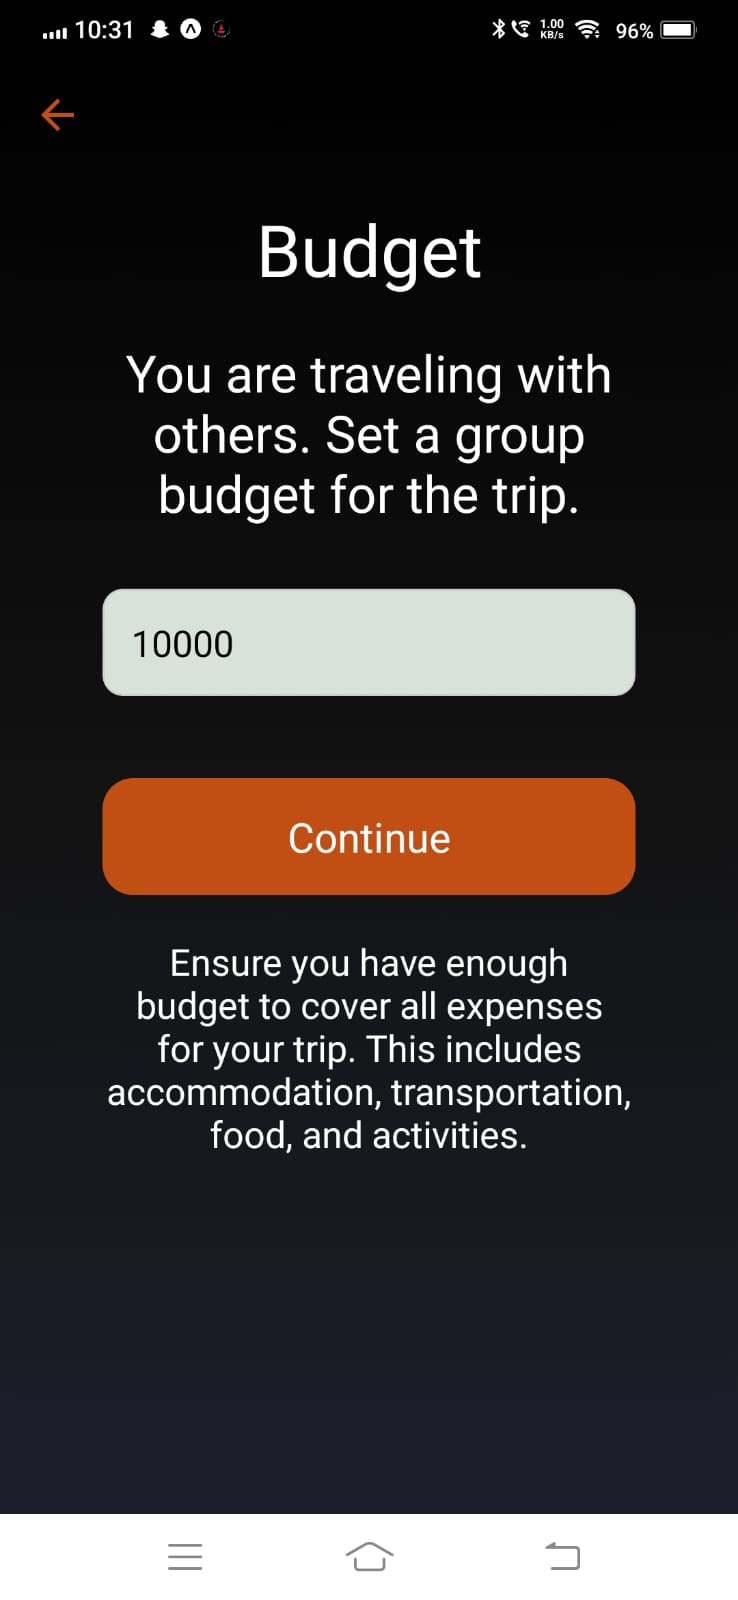 10:31
1.00
KB/s
96%
Budget
You are traveling with
others. Set a group
budget for the trip.
10000
Continue
Ensure you have enough
budget to cover all expenses
for your trip. This includes
accommodation, transportation,
food, and activities.